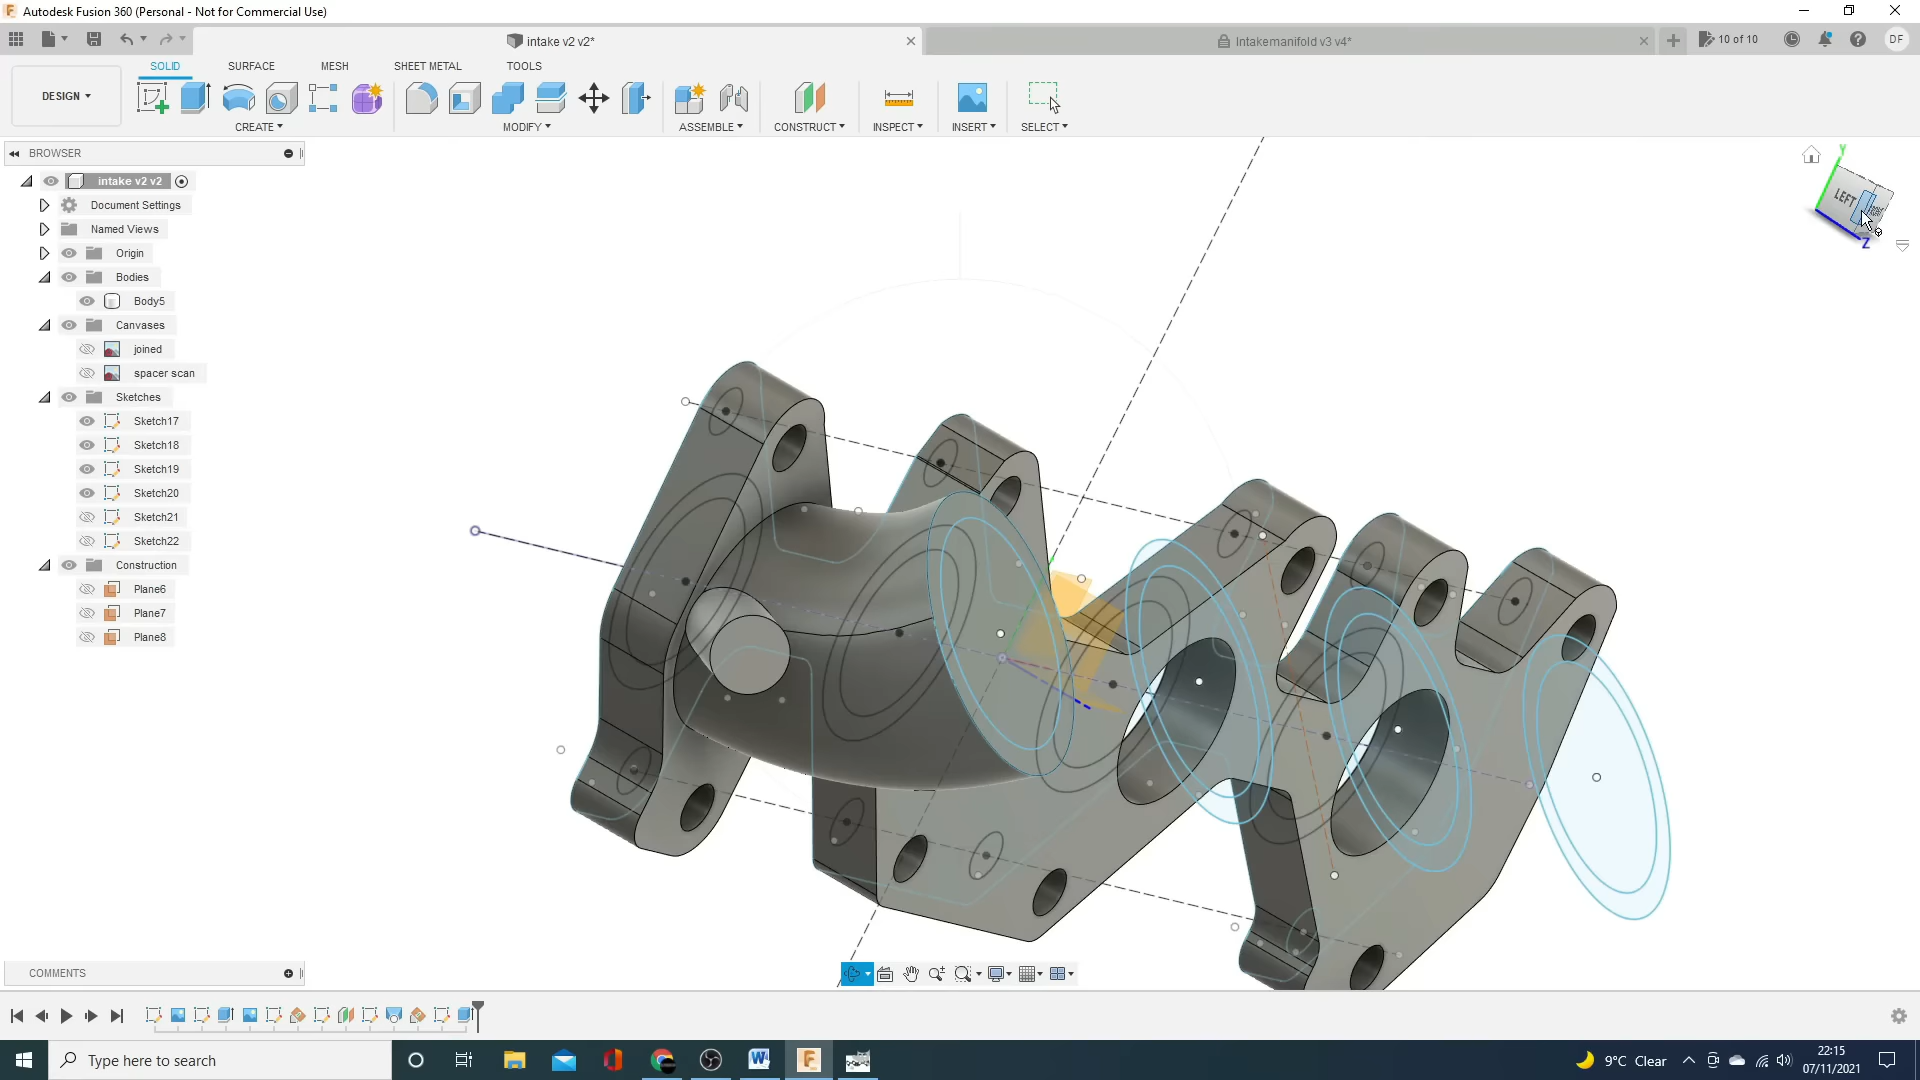 Autodesk Fusion 360 (Personal - Not for Commercial Use)
intake v2 v2*
Intakemanifold v3 v4*
10 of 10
DF
DESIGN
SOLID
SURFACE
MESH
SHEET METAL
TOOLS
CREATE
MODIFY
ASSEMBLE
CONSTRUCT
INSPECT
INSERT
SELECT
BROWSER
intake v2 v2
Document Settings
Named Views
Origin
Bodies
Body5
Canvases
joined
spacer scan
Sketches
Sketch17
Sketch18
Sketch19
Sketch20
Sketch21
Sketch22
Construction
Plane6
Plane7
Plane8
Y
LEFT
Z
COMMENTS
Type here to search
9°C Clear
22:15
07/11/2021